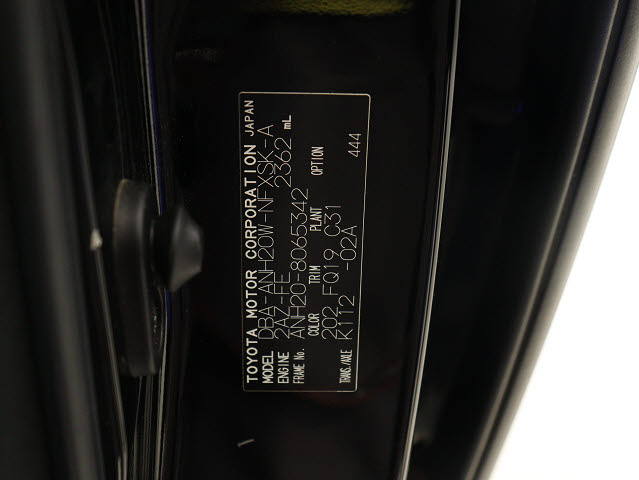 TOYOTA MOTOR CORPORATION JAPAN
MODEL DBA-ANH20W-NFXSK-A
ENGINE 2AZ-FE 2362 mL
FRAME No. ANH20-8065342
COLOR TRIM PLANT OPTION
202 FQ19 C31
TRANS./AXLE K112 -02A 444